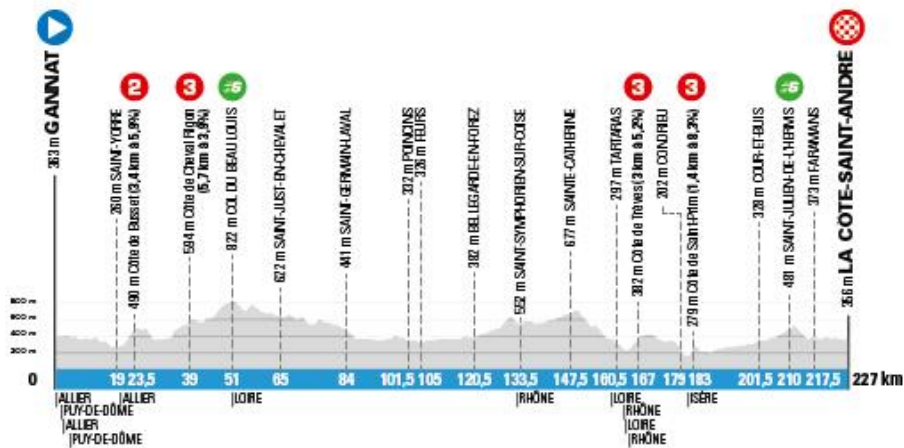 363 m GANNAT
260 m SAINT-YORRE
2
490 m Côte de Busset (3,4 km à 5,9%)
3
594 m Côte de Cheval Rigon
(5,7 km à 3,9%)
822 m COL DU BEAU LOUIS
622 m SAINT-JUST-EN-CHEVALET
441 m SAINT-GERMAIN-LAVAL
332 m PONCINS
326 m FEURS
382 m BELLEGARDE-EN-FOREZ
552 m SAINT-SYMPHORIEN-SUR-COISE
677 m SAINTE-CATHERINE
297 m TARTARAS
3
382 m Côte de Trèves (3 km à 5,2%)
202 m CONDRIEU
3
279 m Côte de Saint-Prim (1,4 km à 8,3%)
328 m COUR-ET-BUIS
481 m SAINT-JULIEN-DE-L'HERMS
373 m FARAMANS
356 m LA CÔTE-SAINT-ANDRÉ
800 m
600 m
400 m
200 m
0 19 23,5 39 51 65 84 101,5 105 120,5 133,5 147,5 160,5 167 179 183 201,5 210 217,5 227 km
ALLIER ALLIER LOIRE RHÔNE LOIRE ISÈRE
PUY-DE-DÔME RHÔNE
ALLIER LOIRE
PUY-DE-DÔME RHÔNE